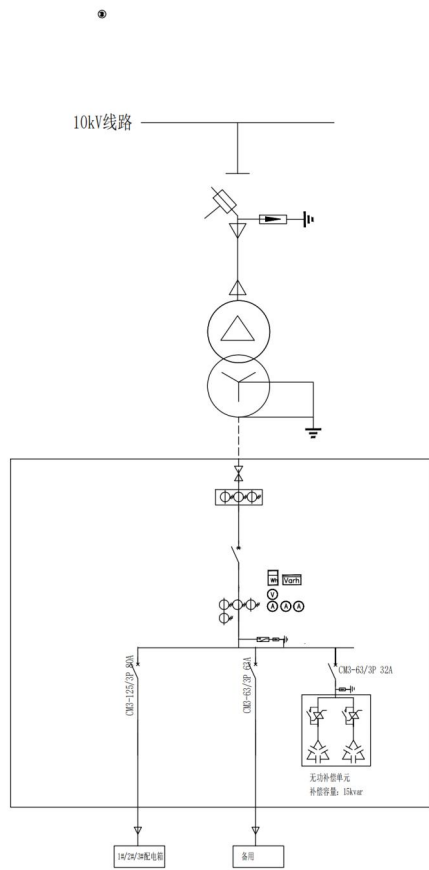 ③
10kV线路
Wh
Varh
V
A A A
CM3-125/3P 80A
CM3-63/3P 63A
CM3-63/3P 32A
无功补偿单元
补偿容量: 15kvar
1#/2#/3#配电箱
备用